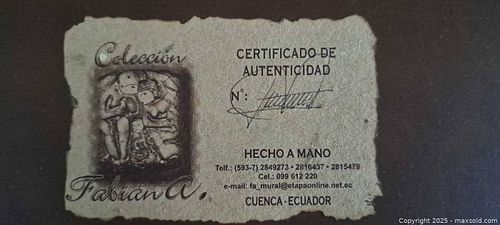 Colección
Fabián A.
CERTIFICADO DE
AUTENTICIDAD
N°:
HECHO A MANO
Telf.: (593-7) 2849273 - 2816437 - 2815479
Cel.: 099 612 220
e-mail: fa_mural@etapaonline.net.ec
CUENCA - ECUADOR
Copyright © 2025 - maxsold.com